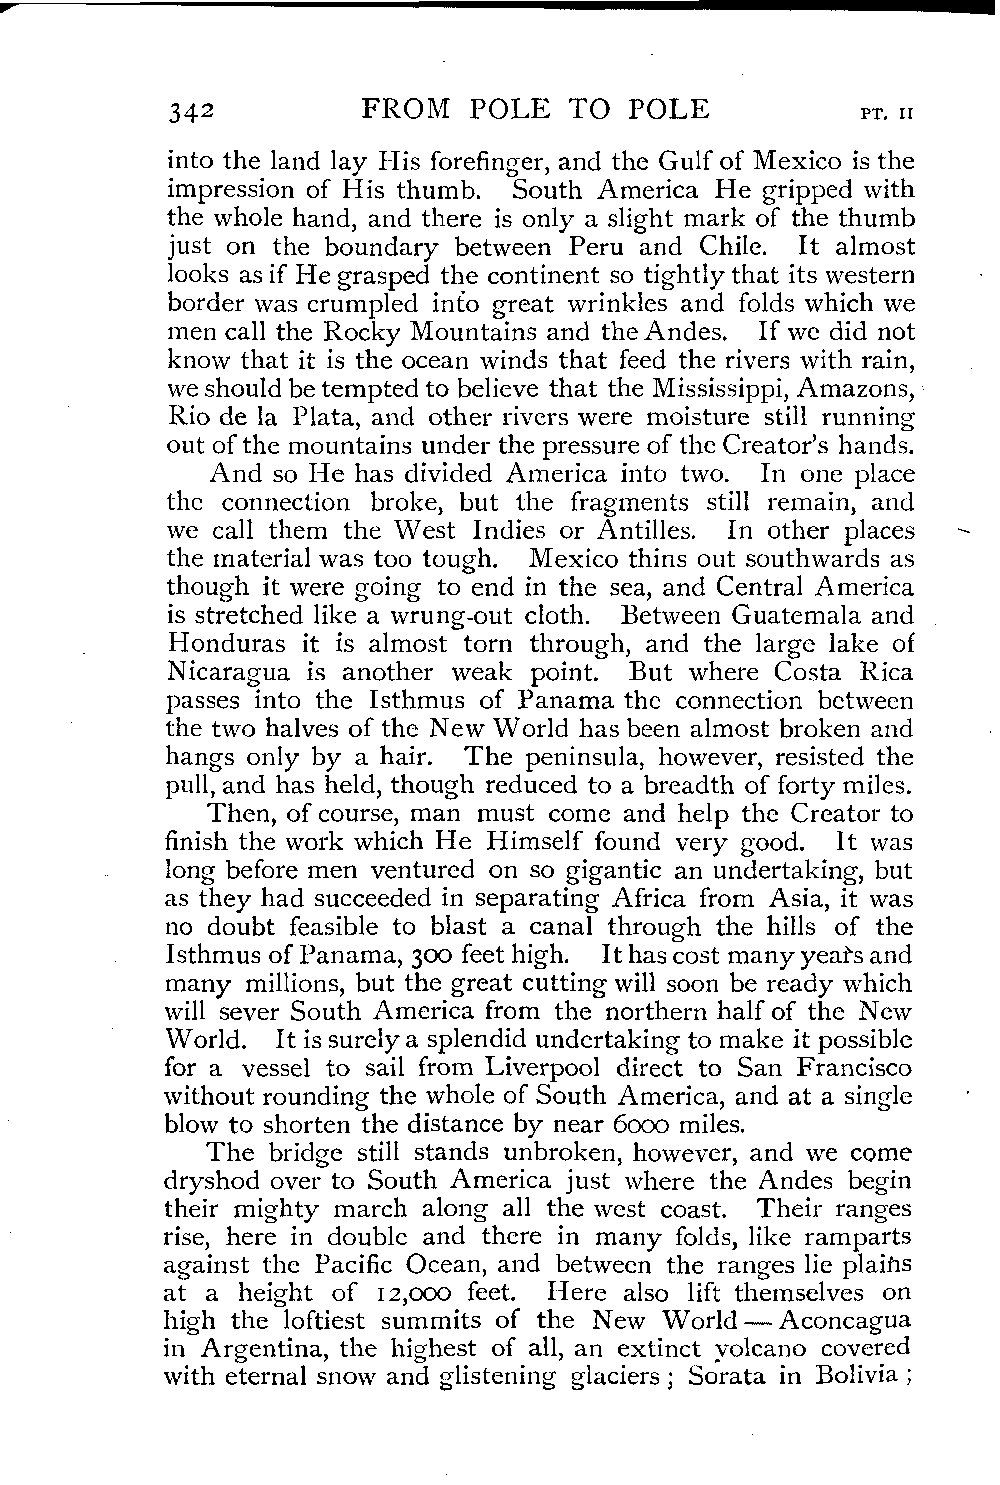 342 FROM POLE TO POLE PT. II
into the land lay His forefinger, and the Gulf of Mexico is the
impression of His thumb. South America He gripped with
the whole hand, and there is only a slight mark of the thumb
just on the boundary between Peru and Chile. It almost
looks as if He grasped the continent so tightly that its western
border was crumpled into great wrinkles and folds which we
men call the Rocky Mountains and the Andes. If we did not
know that it is the ocean winds that feed the rivers with rain,
we should be tempted to believe that the Mississippi, Amazons,
Rio de la Plata, and other rivers were moisture still running
out of the mountains under the pressure of the Creator's hands.
And so He has divided America into two. In one place
the connection broke, but the fragments still remain, and
we call them the West Indies or Antilles. In other places
the material was too tough. Mexico thins out southwards as
though it were going to end in the sea, and Central America
is stretched like a wrung-out cloth. Between Guatemala and
Honduras it is almost torn through, and the large lake of
Nicaragua is another weak point. But where Costa Rica
passes into the Isthmus of Panama the connection between
the two halves of the New World has been almost broken and
hangs only by a hair. The peninsula, however, resisted the
pull, and has held, though reduced to a breadth of forty miles.
Then, of course, man must come and help the Creator to
finish the work which He Himself found very good. It was
long before men ventured on so gigantic an undertaking, but
as they had succeeded in separating Africa from Asia, it was
no doubt feasible to blast a canal through the hills of the
Isthmus of Panama, 300 feet high. It has cost many years and
many millions, but the great cutting will soon be ready which
will sever South America from the northern half of the New
World. It is surely a splendid undertaking to make it possible
for a vessel to sail from Liverpool direct to San Francisco
without rounding the whole of South America, and at a single
blow to shorten the distance by near 6000 miles.
The bridge still stands unbroken, however, and we come
dryshod over to South America just where the Andes begin
their mighty march along all the west coast. Their ranges
rise, here in double and there in many folds, like ramparts
against the Pacific Ocean, and between the ranges lie plains
at a height of 12,000 feet. Here also lift themselves on
high the loftiest summits of the New World — Aconcagua
in Argentina, the highest of all, an extinct volcano covered
with eternal snow and glistening glaciers ; Sorata in Bolivia ;